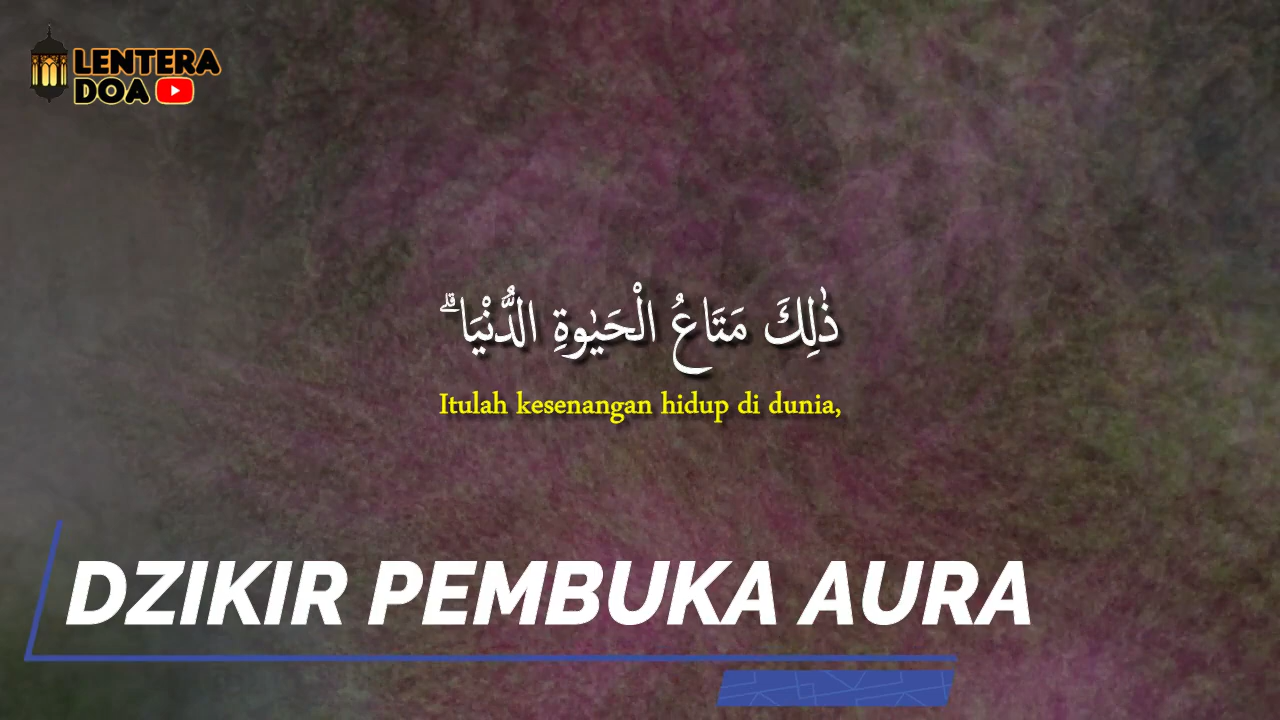 LENTERA
DOA
ذٰلِكَ مَتَاعُ الْحَيٰوةِ الدُّنْيَا ۗ
Itulah kesenangan hidup di dunia,
DZIKIR PEMBUKA AURA